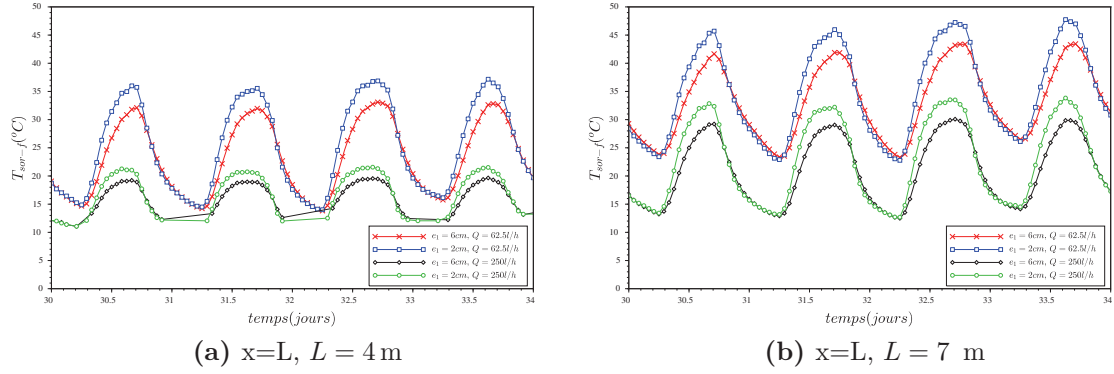 50
45
40
35
30
25
20
15
10
5
0
T_{sor-f}(°C)
30 30.5 31 31.5 32 32.5 33 33.5 34
temps(jours)
e₁ = 6cm, Q = 62.5l/h
e₁ = 2cm, Q = 62.5l/h
e₁ = 6cm, Q = 250l/h
e₁ = 2cm, Q = 250l/h
(a) x=L, L = 4 m
50
45
40
35
30
25
20
15
10
5
0
T_{sor-f}(°C)
30 30.5 31 31.5 32 32.5 33 33.5 34
temps(jours)
e₁ = 6cm, Q = 62.5l/h
e₁ = 2cm, Q = 62.5l/h
e₁ = 6cm, Q = 250l/h
e₁ = 2cm, Q = 250l/h
(b) x=L, L = 7 m